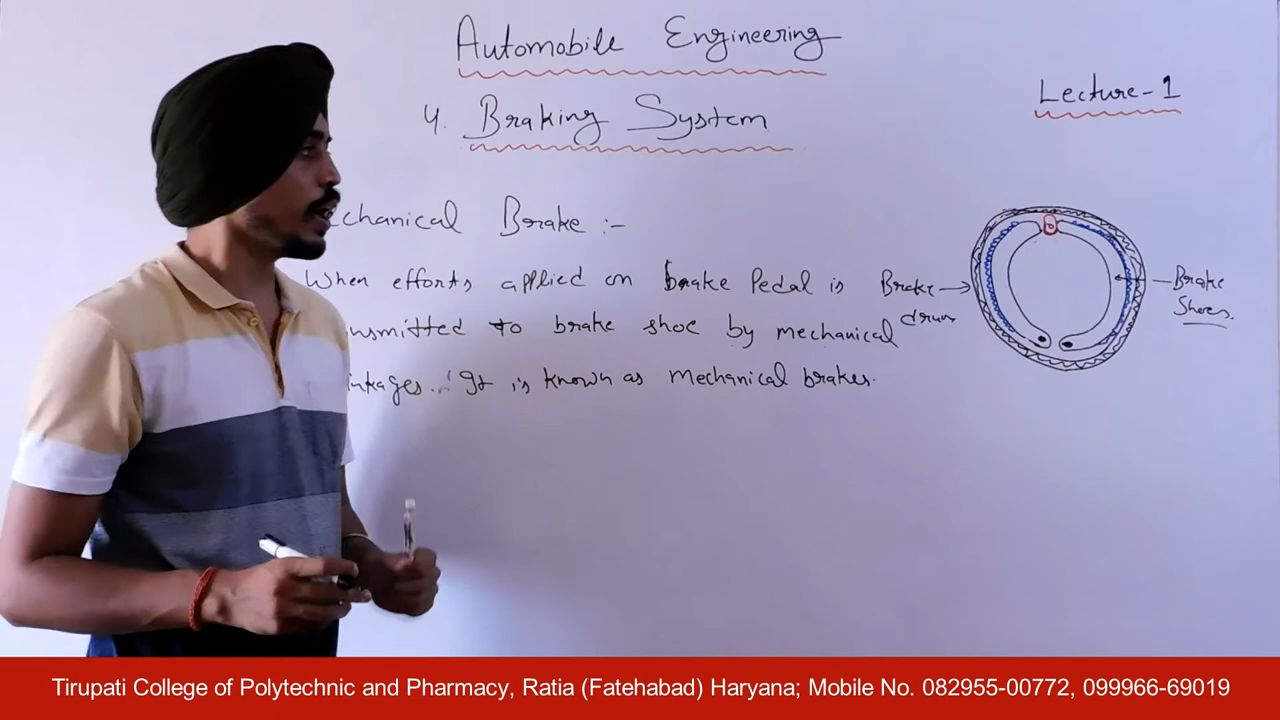 Automobile Engineering
Lecture-1
4. Braking System
chanical Brake :-
When efforts applied on brake Pedal is
nsmitted to brake shoe by mechanical
inkages. It is known as Mechanical brakes.
Brake
drum
Brake
Shoes.
Tirupati College of Polytechnic and Pharmacy, Ratia (Fatehabad) Haryana; Mobile No. 082955-00772, 099966-69019